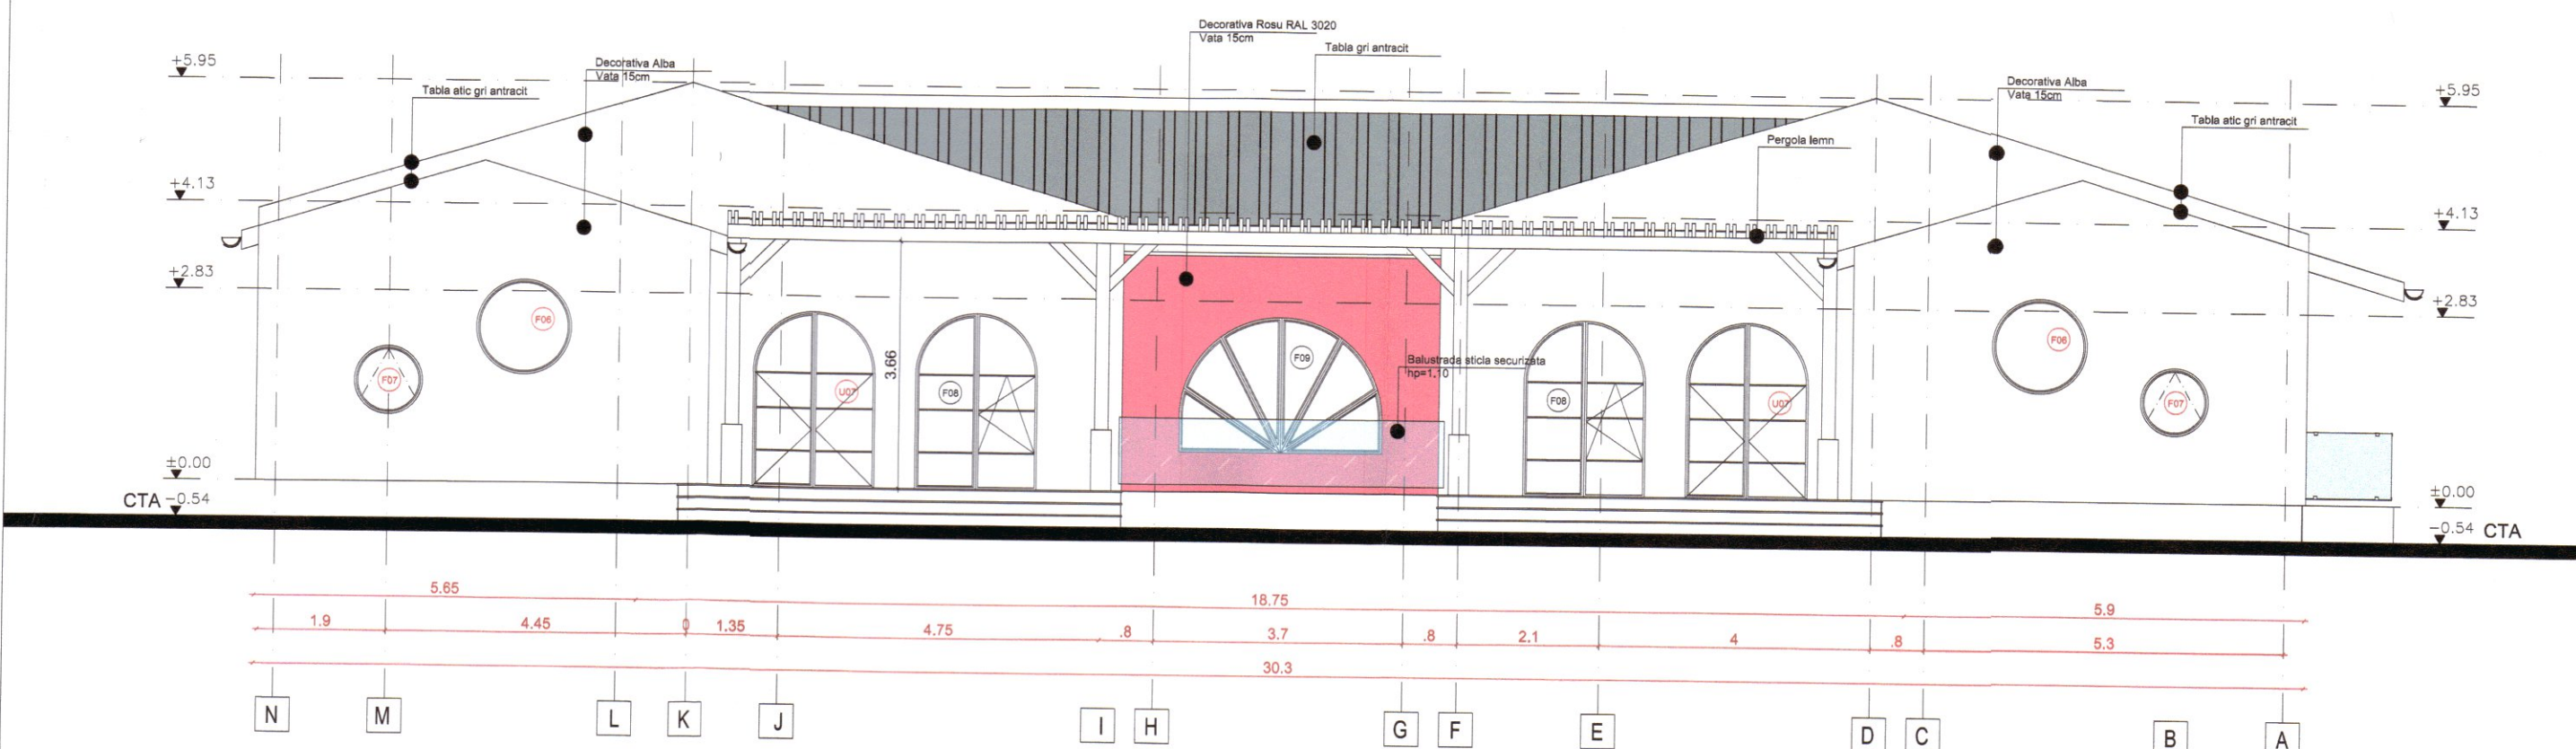 Decorativa Rosu RAL 3020
Vata 15cm
Tabla gri antracit
Decorativa Alba
Vata 15cm
Tabla atic gri antracit
Decorativa Alba
Vata 15cm
Tabla atic gri antracit
Pergola lemn
+5.95
+5.95
+4.13
+4.13
+2.83
+2.83
±0.00
±0.00
CTA -0.54
-0.54 CTA
F07
F06
U07
F08
3.66
F09
Balustrada sticla securizata
hp=1.10
F08
U07
F06
F07
5.65
18.75
5.9
1.9
4.45
0
1.35
4.75
.8
3.7
.8
2.1
4
.8
5.3
30.3
N
M
L
K
J
I
H
G
F
E
D
C
B
A